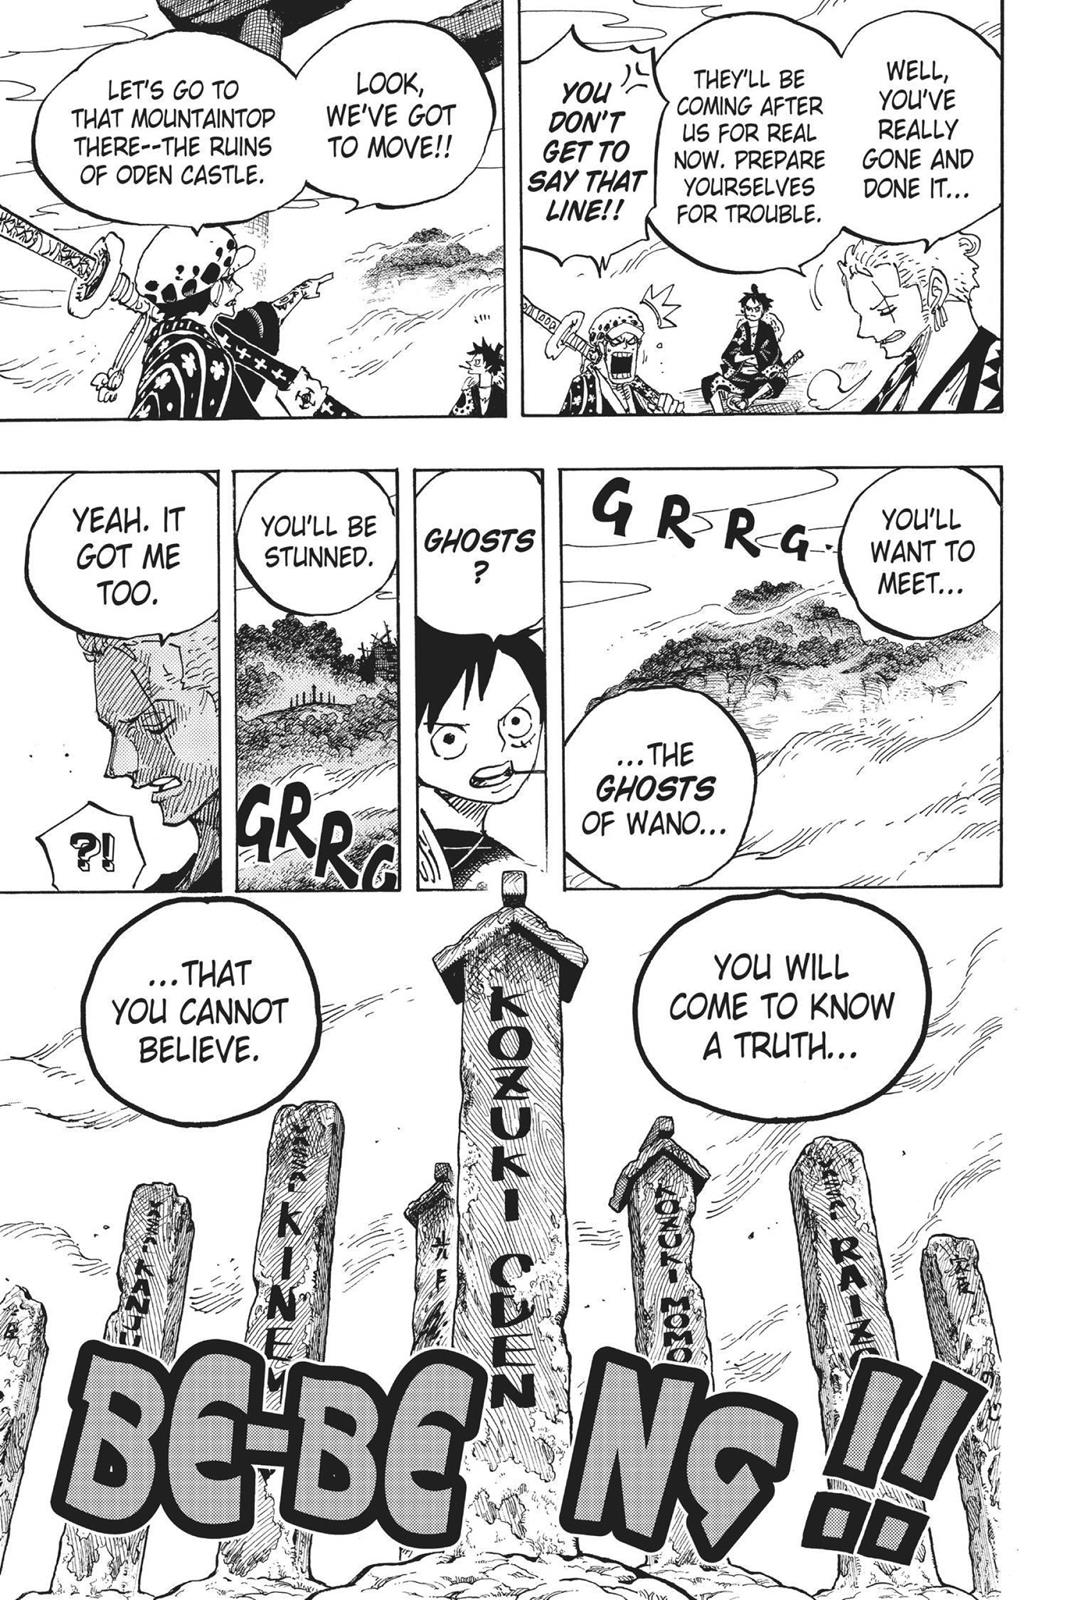 WELL,
YOU'VE
REALLY
GONE AND
DONE IT...
THEY'LL BE
COMING AFTER
US FOR REAL
NOW. PREPARE
YOURSELVES
FOR TROUBLE.
YOU
DON'T
GET TO
SAY THAT
LINE!!
LOOK,
WE'VE GOT
TO MOVE!!
LET'S GO TO
THAT MOUNTAINTOP
THERE--THE RUINS
OF ODEN CASTLE.
YOU'LL
WANT TO
MEET...
GRRG
...THE
GHOSTS
OF WANO...
GHOSTS
?
YOU'LL BE
STUNNED.
GRRG
YEAH. IT
GOT ME
TOO.
?!
YOU WILL
COME TO KNOW
A TRUTH...
...THAT
YOU CANNOT
BELIEVE.
KOZUKI ODEN
KOZUKI MOMO
RAIZO
KINEM
KANJU
BE-BENG!!